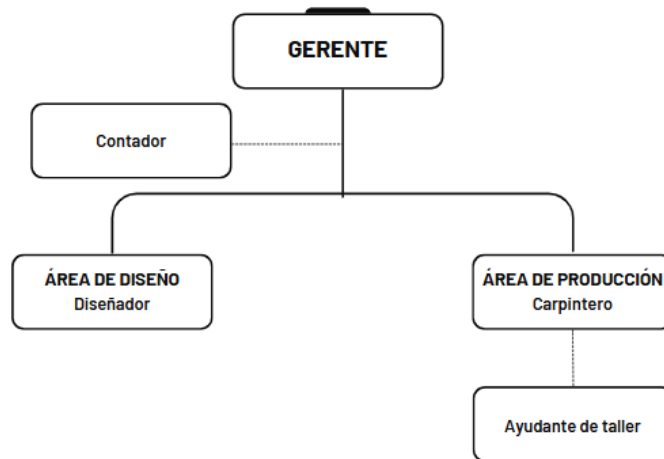 GERENTE
Contador
ÁREA DE DISEÑO
Diseñador
ÁREA DE PRODUCCIÓN
Carpintero
Ayudante de taller